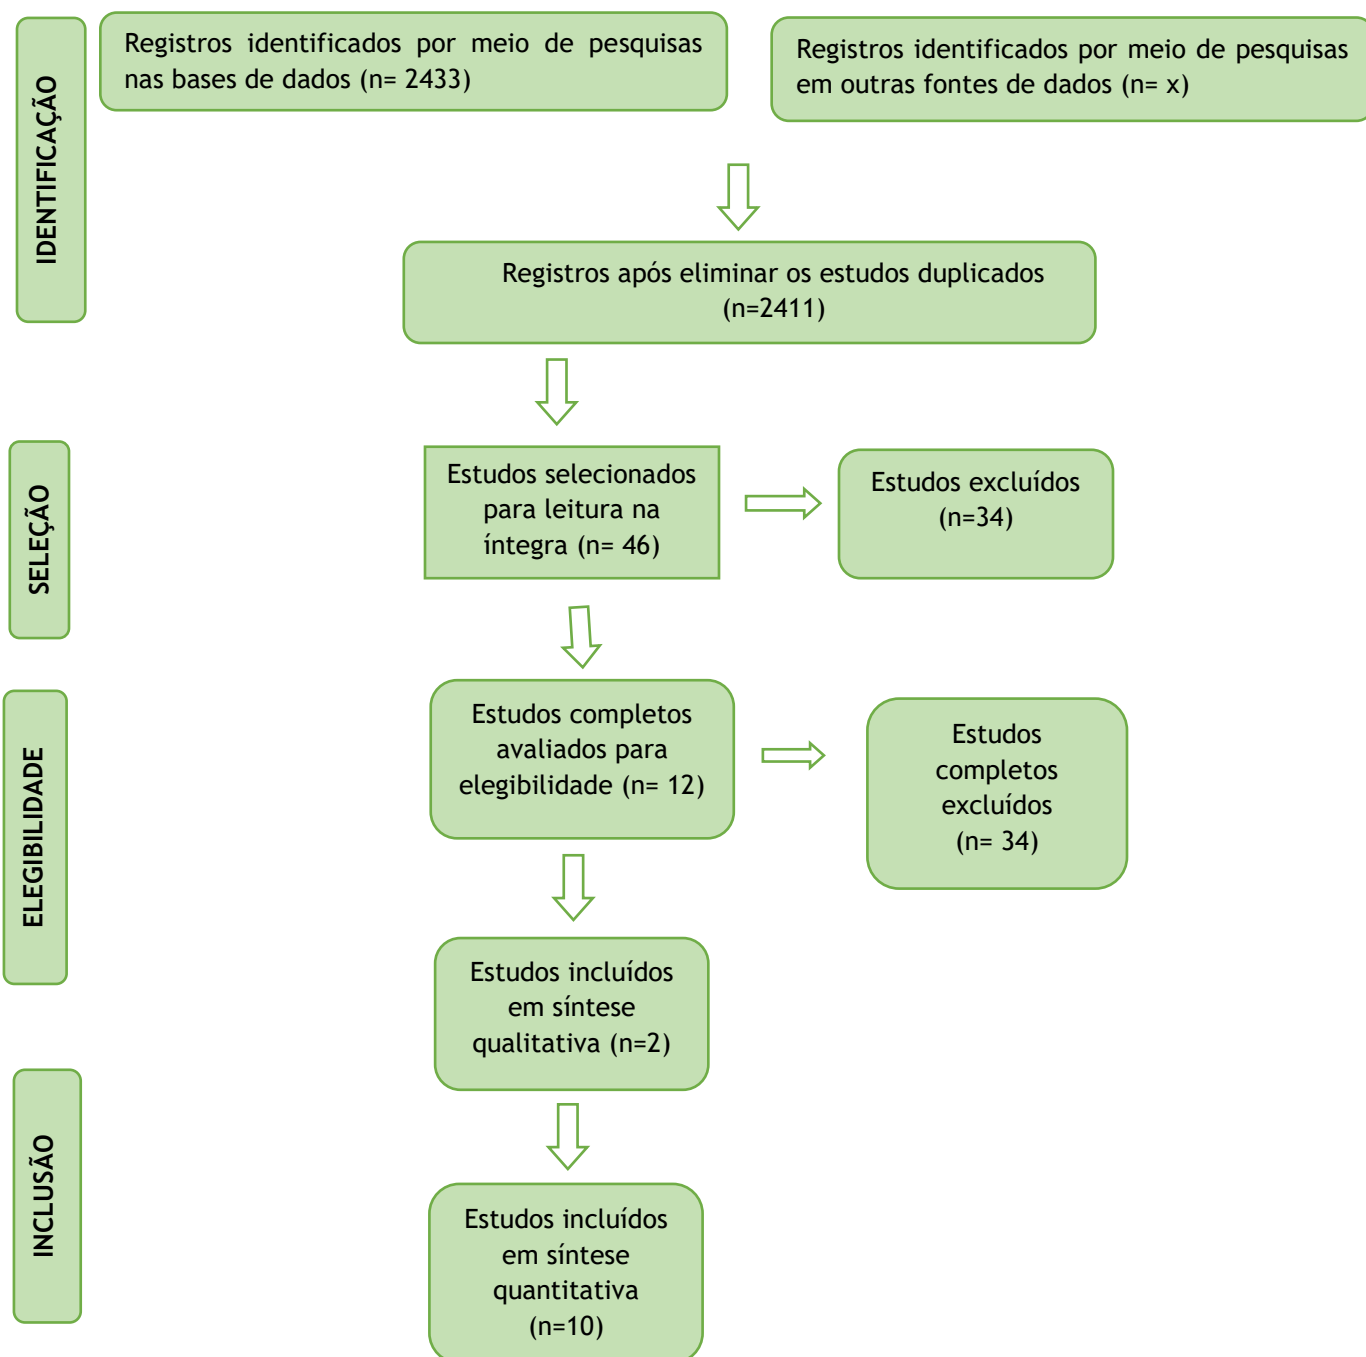 IDENTIFICAÇÃO
Registros identificados por meio de pesquisas
nas bases de dados (n= 2433)
Registros identificados por meio de pesquisas
em outras fontes de dados (n= x)
Registros após eliminar os estudos duplicados
(n=2411)
SELEÇÃO
Estudos selecionados
para leitura na
íntegra (n= 46)
Estudos excluídos
(n=34)
ELEGIBILIDADE
Estudos completos
avaliados para
elegibilidade (n= 12)
Estudos
completos
excluídos
(n= 34)
Estudos incluídos
em síntese
qualitativa (n=2)
INCLUSÃO
Estudos incluídos
em síntese
quantitativa
(n=10)